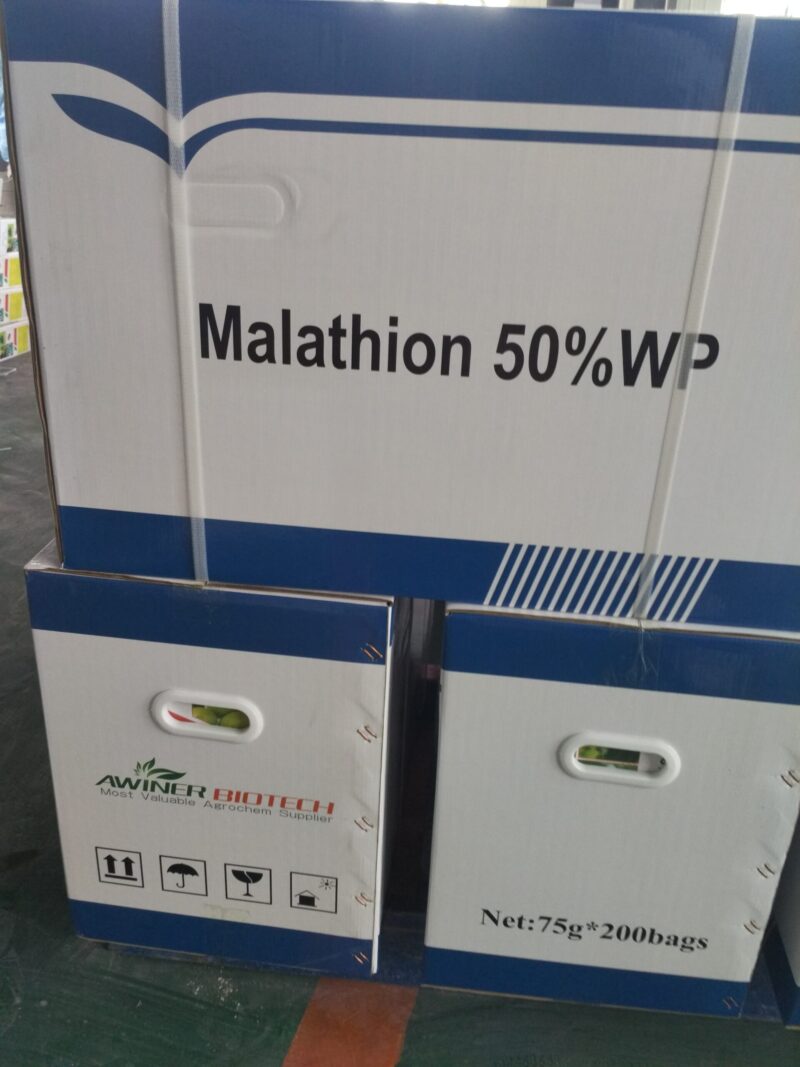 Malathion 50%WP
AWINER BIOTECH
Most Valuable Agrochem Supplier
Net:75g*200bags